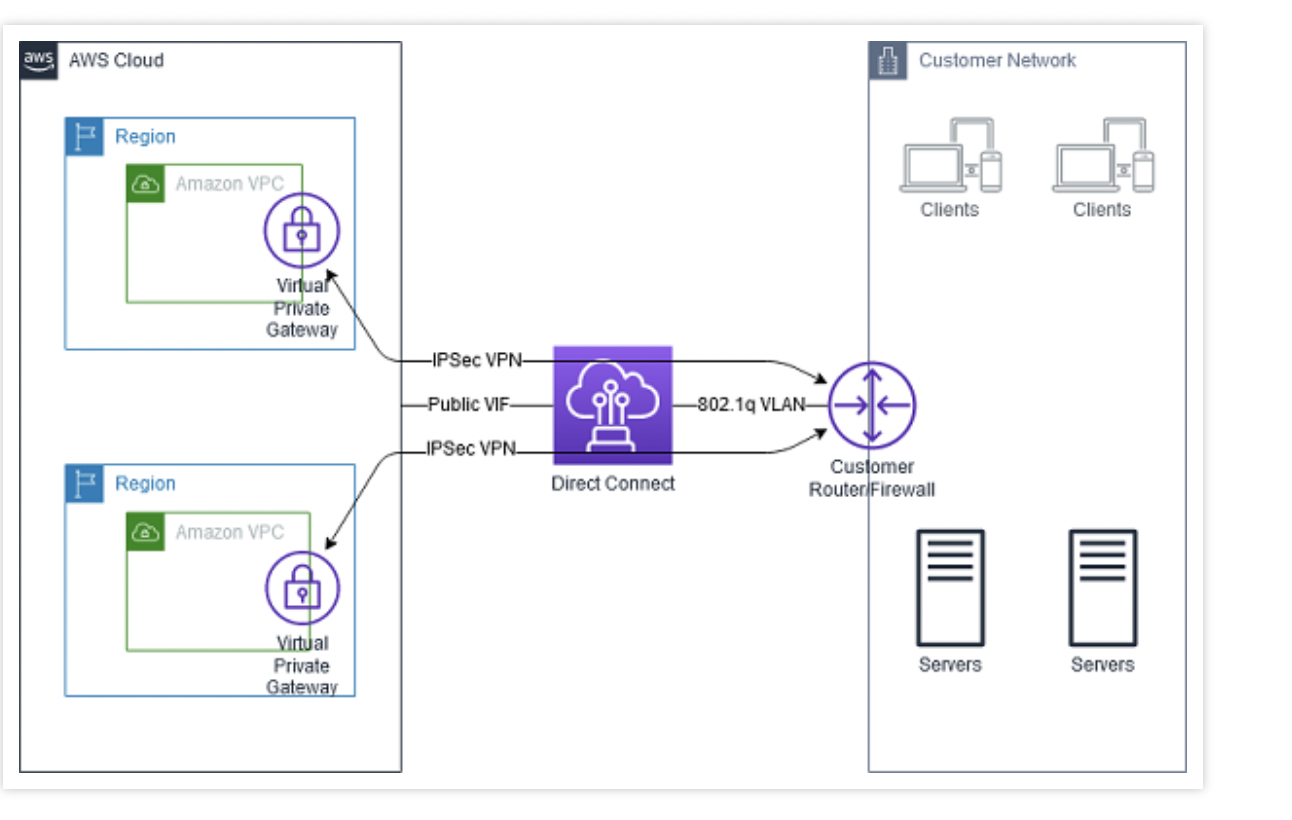 aws
AWS Cloud
Customer Network
Region
Amazon VPC
Clients
Clients
Virtual
Private
Gateway
IPSec VPN
Public VIF
802.1q VLAN
IPSec VPN
Direct Connect
Customer
Router/Firewall
Region
Amazon VPC
Virtual
Private
Gateway
Servers
Servers